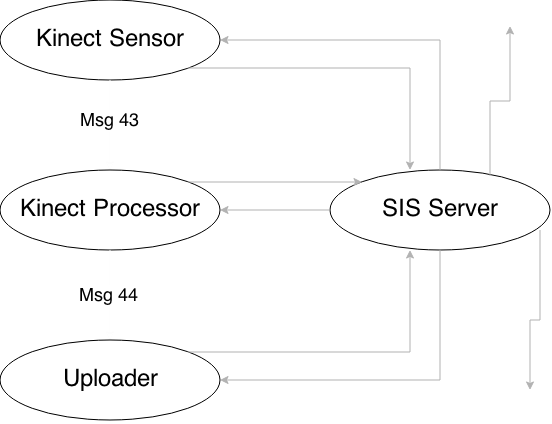 Kinect Sensor
Msg 43
Kinect Processor
SIS Server
Msg 44
Uploader